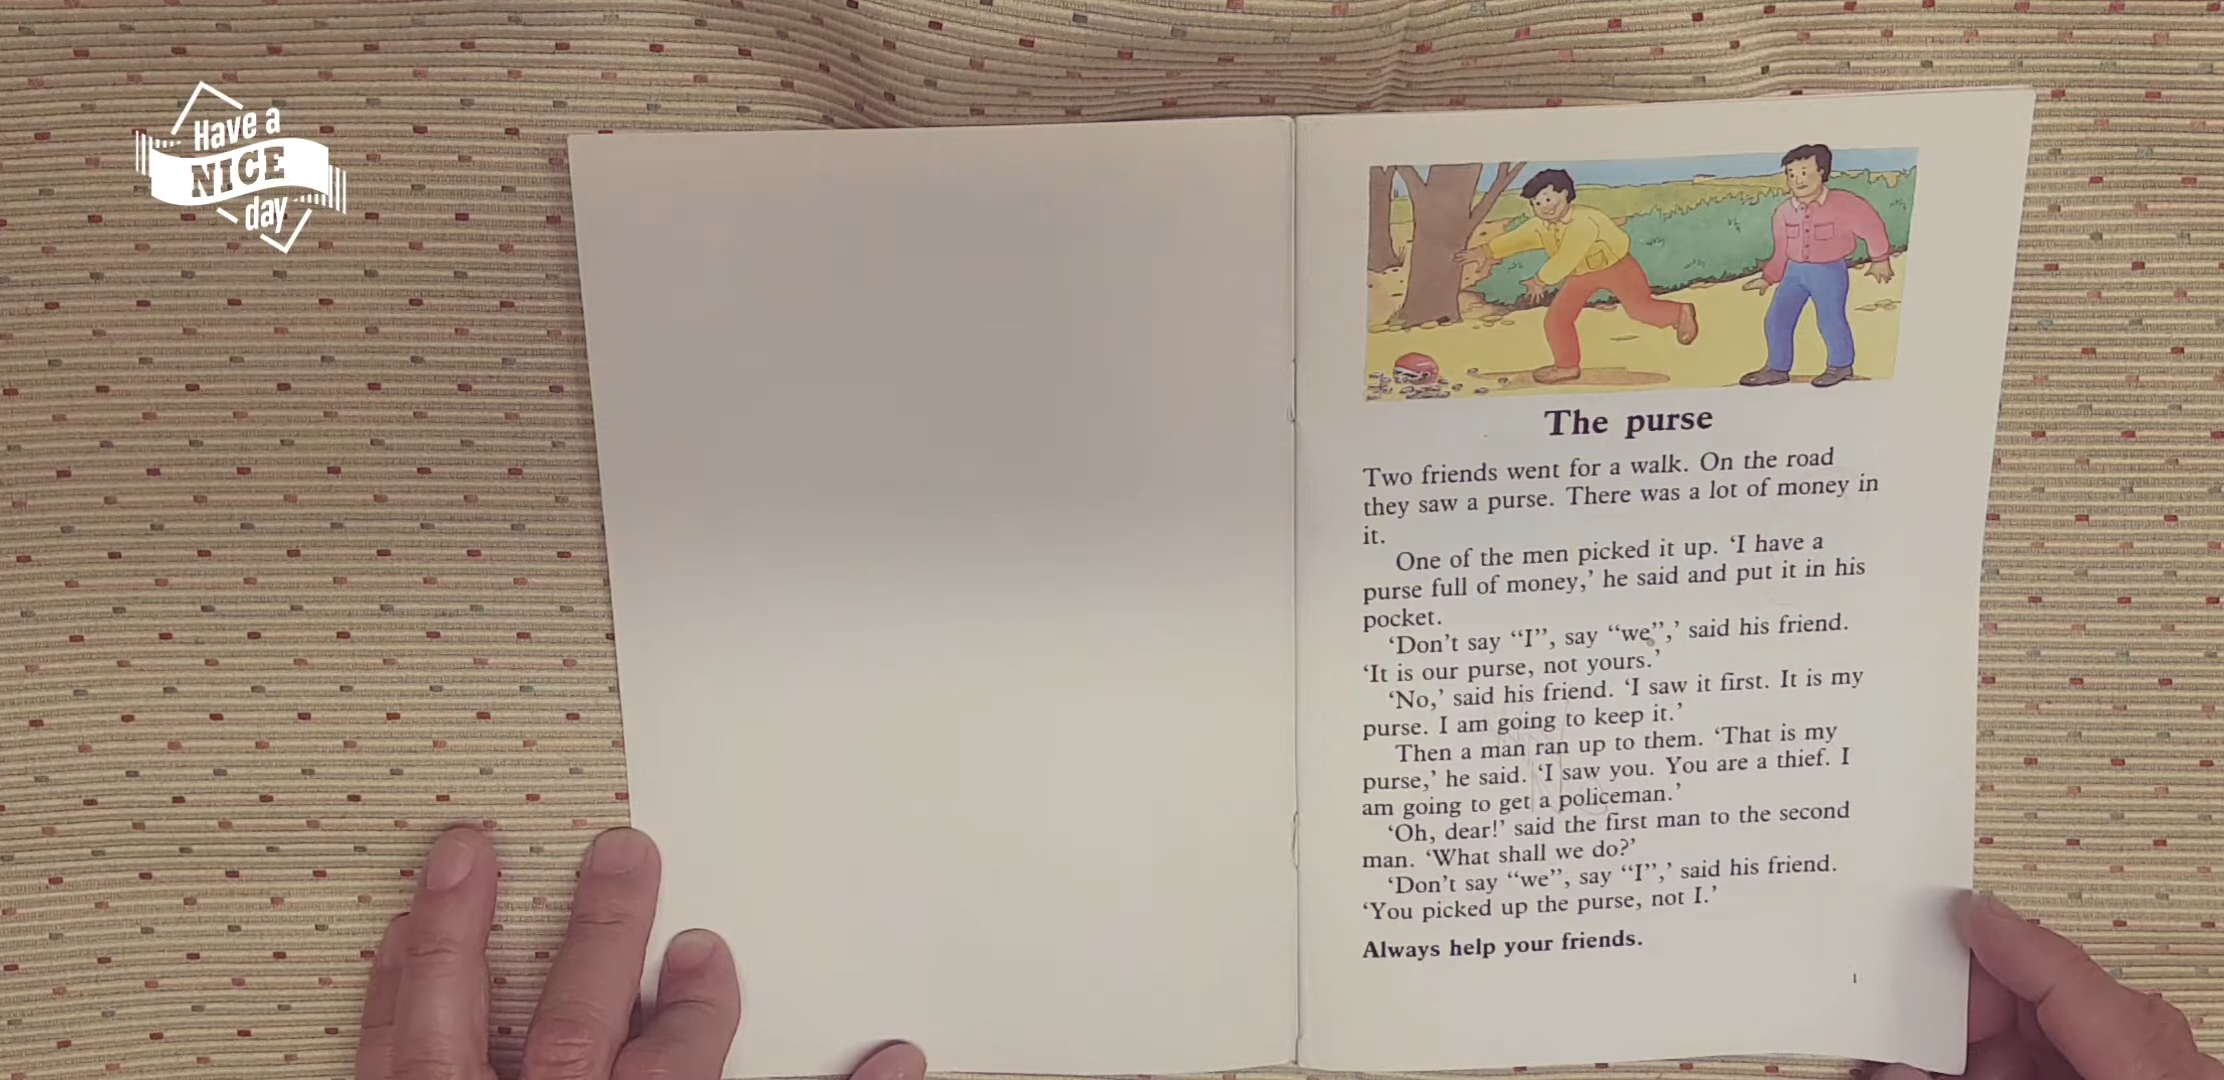 Have a
NICE
day
The purse
Two friends went for a walk. On the road
they saw a purse. There was a lot of money in
it.
One of the men picked it up. ‘I have a
purse full of money,’ he said and put it in his
pocket.
‘Don’t say “I”, say “we”,’ said his friend.
‘It is our purse, not yours.’
‘No,’ said his friend. ‘I saw it first. It is my
purse. I am going to keep it.’
Then a man ran up to them. ‘That is my
purse,’ he said. ‘I saw you. You are a thief. I
am going to get a policeman.’
‘Oh, dear!’ said the first man to the second
man. ‘What shall we do?’
‘Don’t say “we”, say “I”,’ said his friend.
‘You picked up the purse, not I.’
Always help your friends.
1